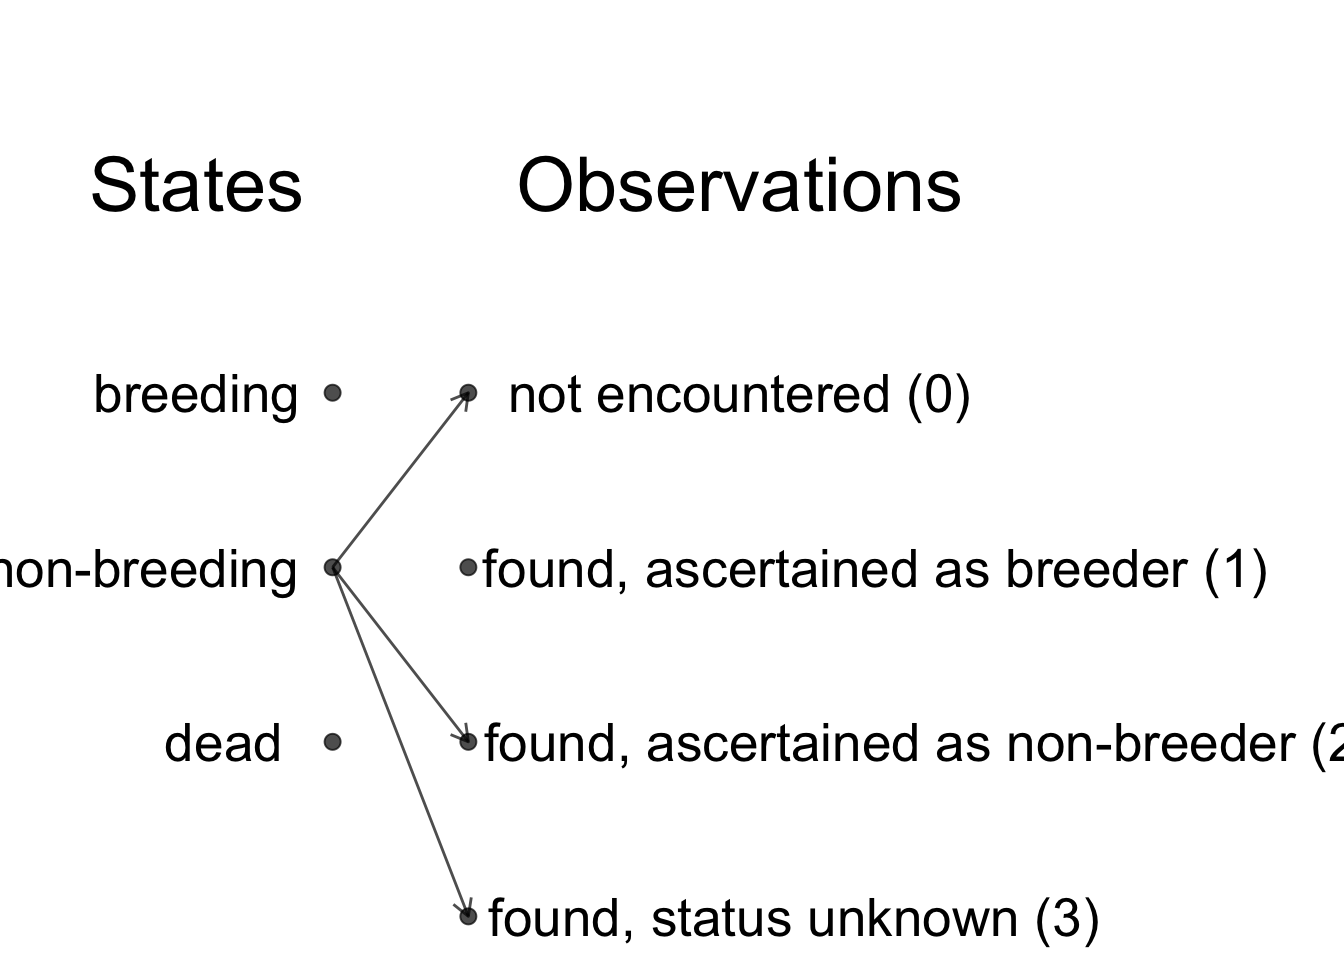 States Observations
breeding not encountered (0)
non-breeding found, ascertained as breeder (1)
dead found, ascertained as non-breeder (2
found, status unknown (3)